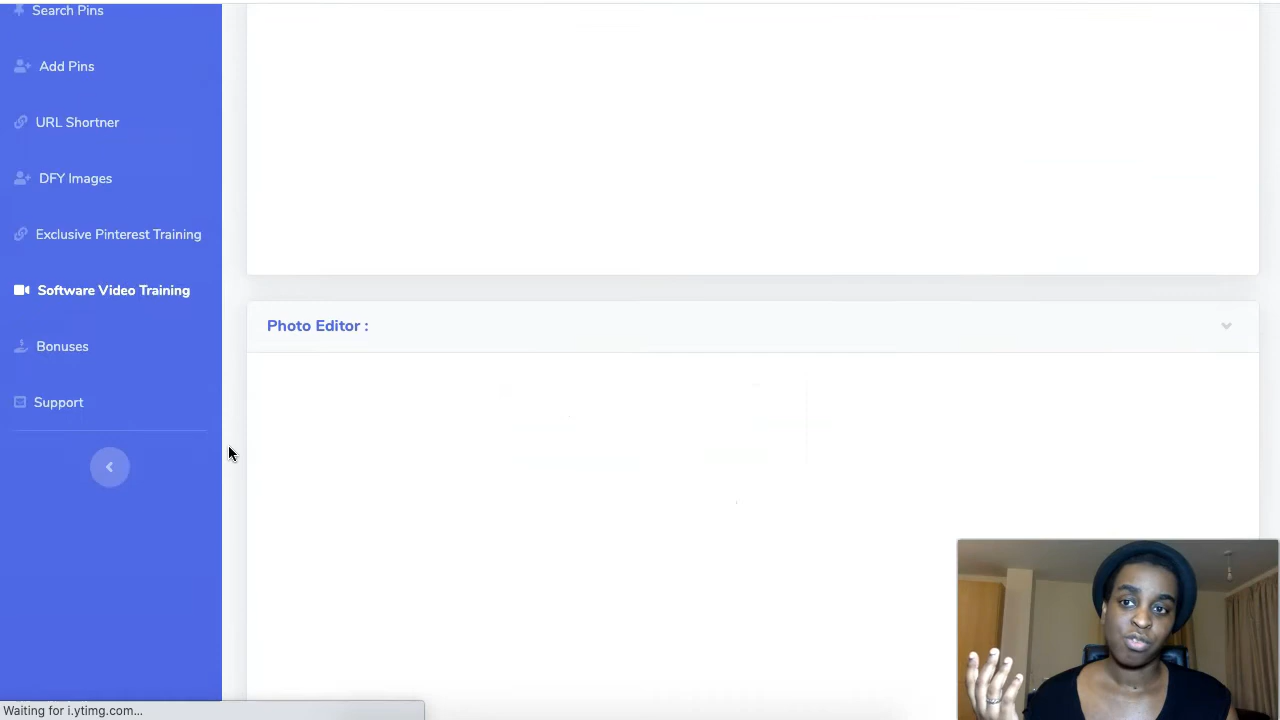 Search Pins
Add Pins
URL Shortner
DFY Images
Exclusive Pinterest Training
Software Video Training
Bonuses
Support
Photo Editor :
Waiting for i.ytimg.com...